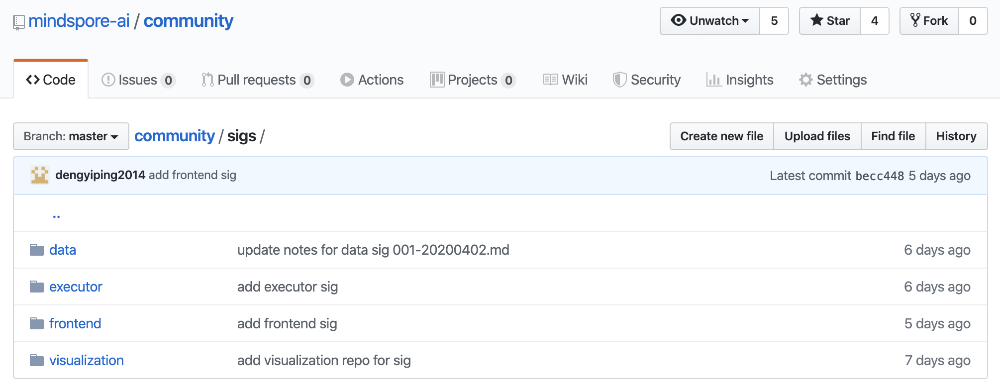 mindspore-ai / community
Unwatch 5 Star 4 Fork 0
Code Issues 0 Pull requests 0 Actions Projects 0 Wiki Security Insights Settings
Branch: master community / sigs / Create new file Upload files Find file History
dengyiping2014 add frontend sig Latest commit becc448 5 days ago
..
data update notes for data sig 001-20200402.md 6 days ago
executor add executor sig 6 days ago
frontend add frontend sig 5 days ago
visualization add visualization repo for sig 7 days ago